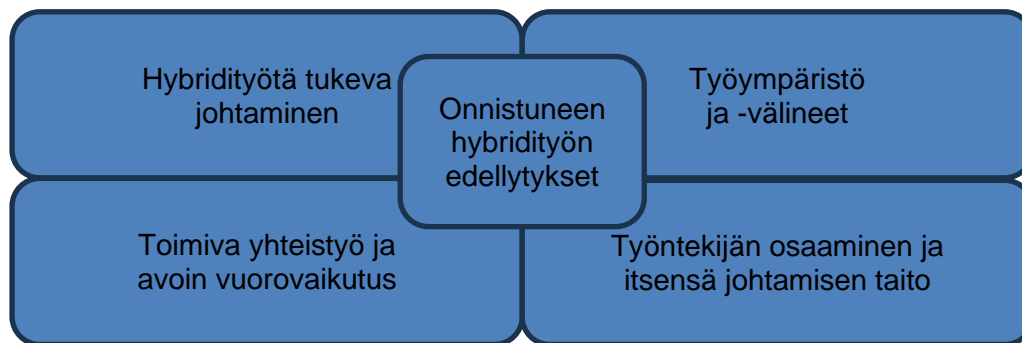 Hybridityötä tukeva
johtaminen
Työympäristö
ja -välineet
Onnistuneen
hybridityön
edellytykset
Toimiva yhteistyö ja
avoin vuorovaikutus
Työntekijän osaaminen ja
itsensä johtamisen taito